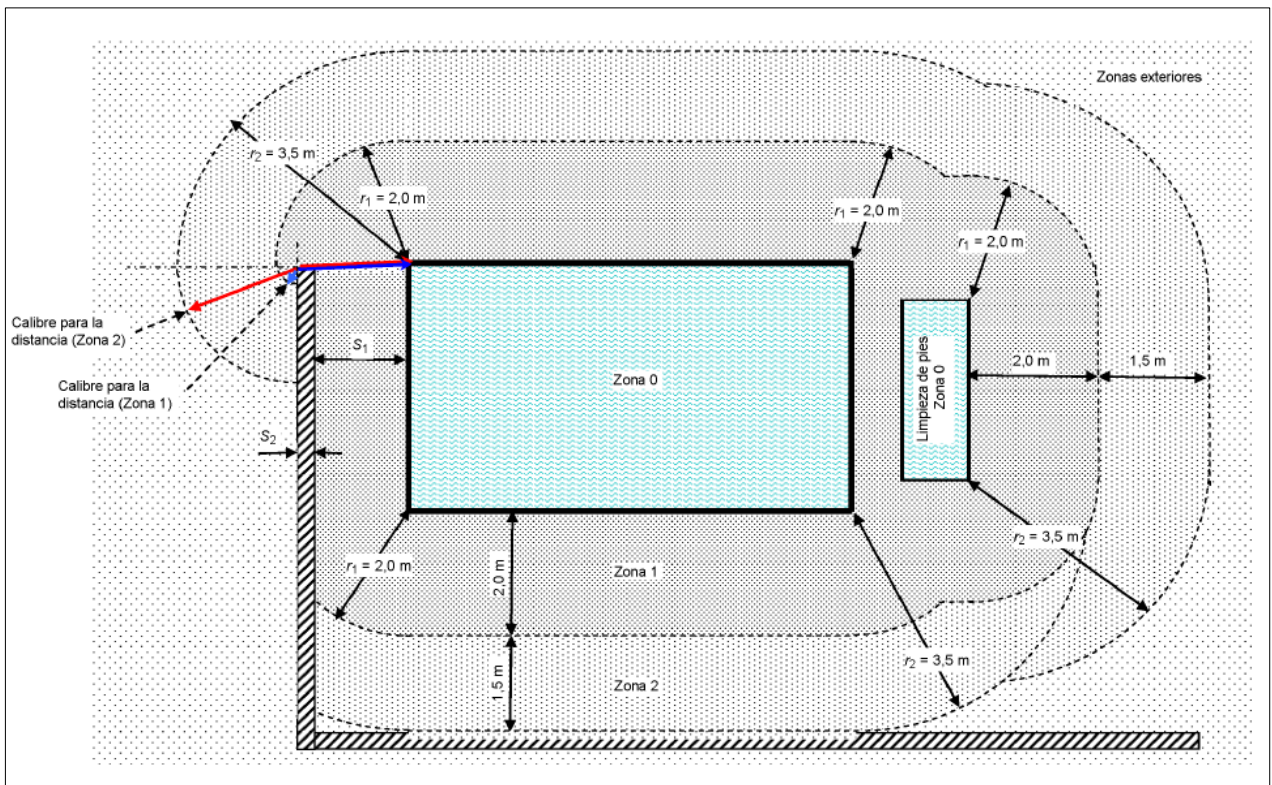 Zonas exteriores
r2 = 3,5 m
r1 = 2,0 m
r1 = 2,0 m
r1 = 2,0 m
Calibre para la
distancia (Zona 2)
Calibre para la
distancia (Zona 1)
S1
Zona 0
Limpieza de pies
Zona 0
2,0 m
1,5 m
S2
r1 = 2,0 m
2,0 m
Zona 1
r2 = 3,5 m
1,5 m
Zona 2
r2 = 3,5 m